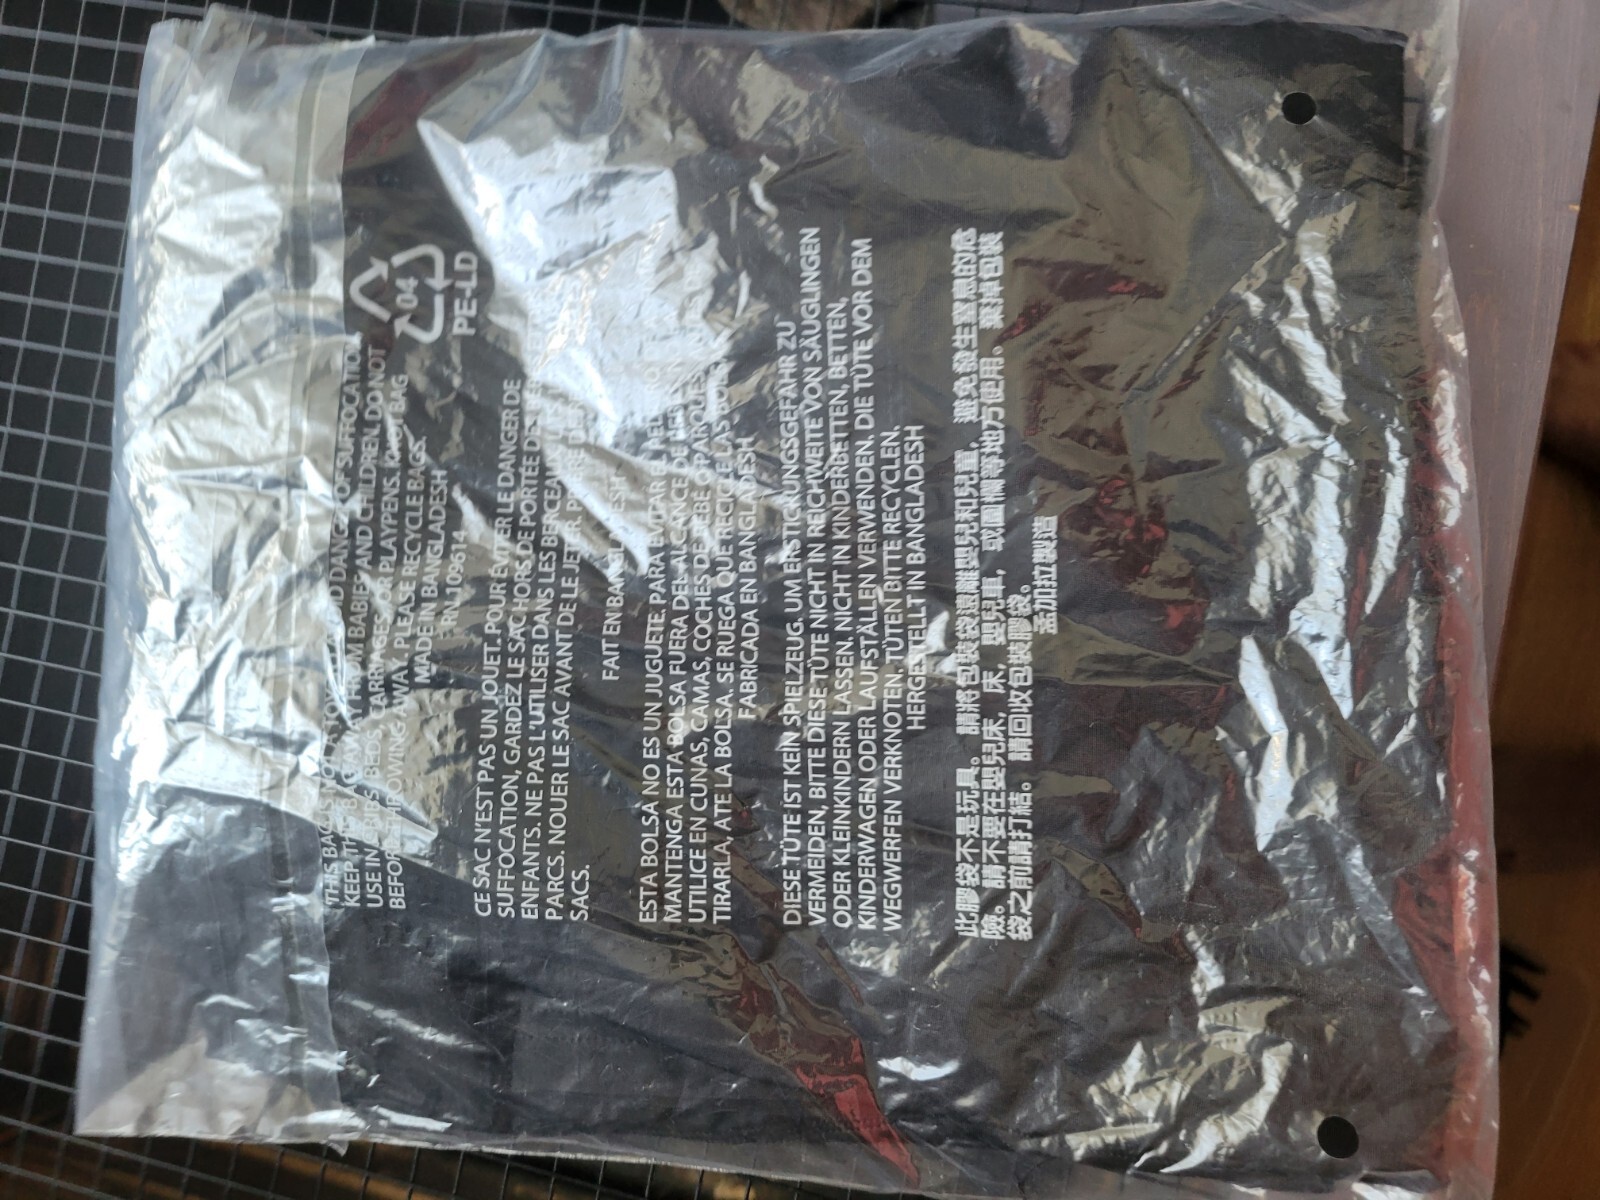 THIS BAG IS NOT A TOY. TO AVOID DANGER OF SUFFOCATION,
KEEP THIS BAG AWAY FROM BABIES AND CHILDREN. DO NOT
USE IN CRIBS, BEDS, CARRIAGES OR PLAYPENS. KNOT BAG
BEFORE THROWING AWAY. PLEASE RECYCLE BAGS.
MADE IN BANGLADESH
RN 109614
04
PE-LD
CE SAC N'EST PAS UN JOUET. POUR ÉVITER LE DANGER DE
SUFFOCATION, GARDEZ LE SAC HORS DE PORTÉE DES
ENFANTS. NE PAS L'UTILISER DANS LES BERCEAUX
PARCS. NOUER LE SAC AVANT DE LE JETER.
SACS.
FAIT EN BANGLADESH
ESTA BOLSA NO ES UN JUGUETE. PARA EVITAR
MANTENGA ESTA BOLSA FUERA DEL ALCANCE DE
UTILICE EN CUNAS, CAMAS, COCHES DE BEBÉ O PARQUES
TIRARLA, ATE LA BOLSA. SE RUEGA QUE RECICLE LAS BOLSAS
FABRICADA EN BANGLADESH
DIESE TÜTE IST KEIN SPIELZEUG. UM ERSTICKUNGSGEFAHR ZU
VERMEIDEN, BITTE DIESE TÜTE NICHT IN REICHWEITE VON SÄUGLINGEN
ODER KLEINKINDERN LASSEN. NICHT IN KINDERBETTEN, BETTEN,
KINDERWAGEN ODER LAUFSTÄLLEN VERWENDEN. DIE TÜTE VOR DEM
WEGWERFEN VERKNOTEN. TÜTEN BITTE RECYCLEN.
HERGESTELLT IN BANGLADESH
此膠袋不是玩具。請將包裝袋遠離嬰兒和兒童，避免發生窒息的危
險。請不要在嬰兒床，床，嬰兒車，或圍欄等地方使用。棄掉包裝
袋之前請打結。請回收包裝膠袋。
孟加拉製造